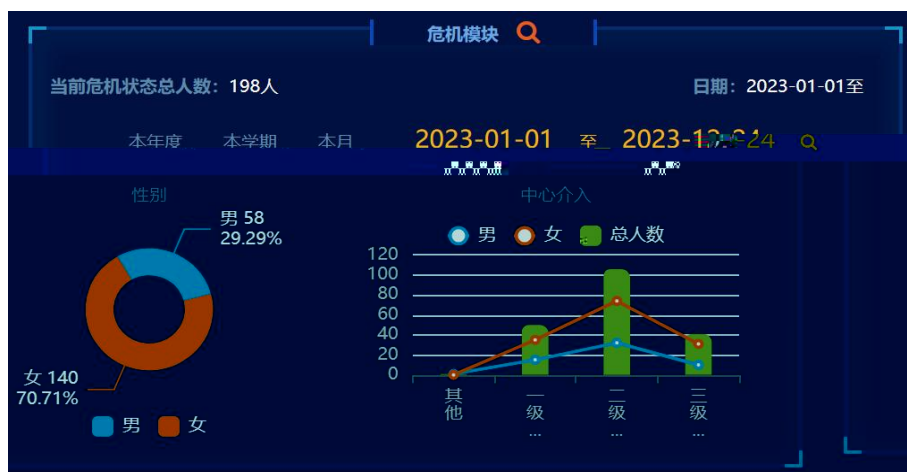 危机模块
当前危机状态总人数：198人
日期：2023-01-01至
本年度 本学期 本月 2023-01-01 至
性别
中心介入
男 58
29.29%
女 140
70.71%
男 女
男 女 总人数
120
100
80
60
40
20
0
其他
一级
...
二级
...
三级
...